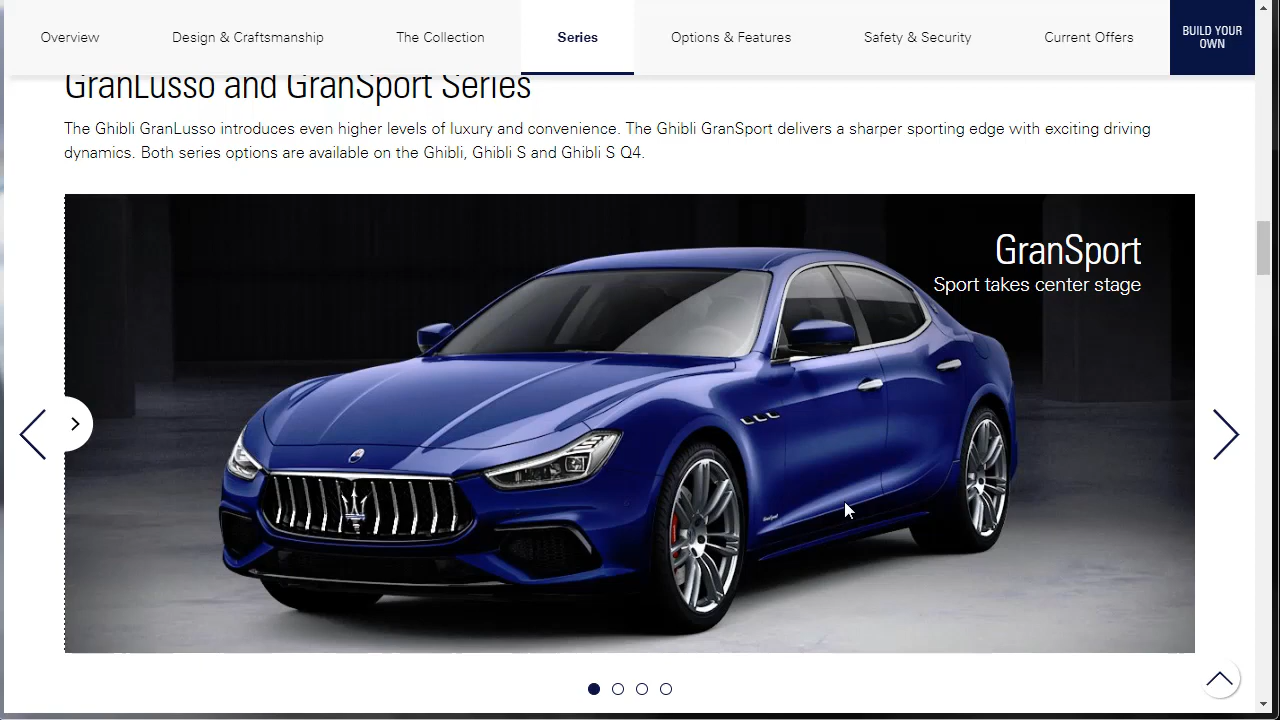 Overview
Design & Craftsmanship
The Collection
Series
Options & Features
Safety & Security
Current Offers
BUILD YOUR
OWN
GranLusso and GranSport Series
The Ghibli GranLusso introduces even higher levels of luxury and convenience. The Ghibli GranSport delivers a sharper sporting edge with exciting driving
dynamics. Both series options are available on the Ghibli, Ghibli S and Ghibli S Q4.
GranSport
Sport takes center stage